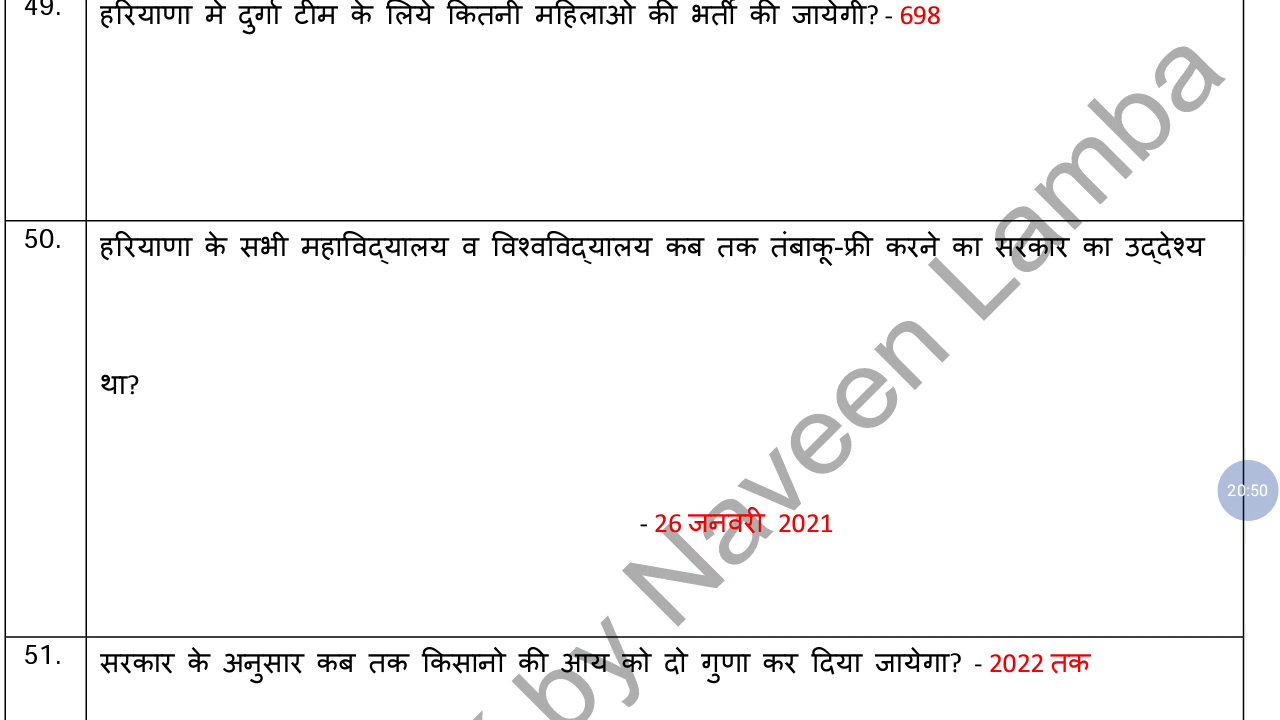 49.
हरियाणा मे दुर्गा टीम के लिये कितनी महिलाओ की भर्ती की जायेगी? - 698
50.
हरियाणा के सभी महाविद्यालय व विश्वविद्यालय कब तक तंबाकू-फ्री करने का सरकार का उद्देश्य
था?
- 26 जनवरी 2021
51.
सरकार के अनुसार कब तक किसानो की आय को दो गुणा कर दिया जायेगा? - 2022 तक
by Naveen Lamba
20:50